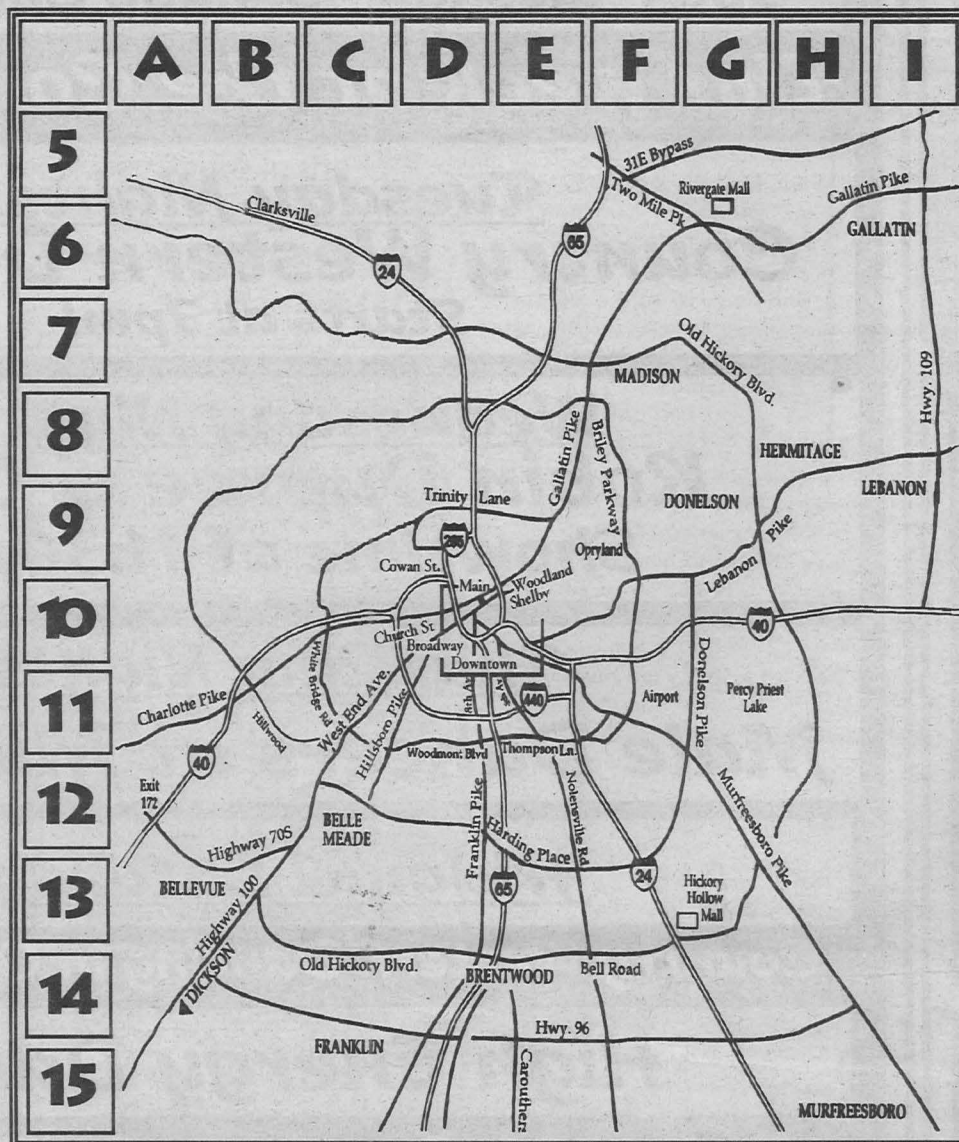 A B C D E F G H I
5
6
7
8
9
10
11
12
13
14
15
31E Bypass
Two Mile Pk.
Rivergate Mall
Gallatin Pike
GALLATIN
Clarksville
65
24
Old Hickory Blvd.
MADISON
Hwy. 109
Gallatin Pike
Briley Parkway
HERMITAGE
DONELSON
LEBANON
Trinity Lane
265
Opryland
Lebanon Pike
Cowan St.
Main
Woodland
Shelby
Church St
Broadway
Downtown
40
White Bridge Rd
West End Ave.
Hillsboro Pike
8th Av
440
Airport
Donelson Pike
Percy Priest
Lake
Charlotte Pike
Hillwood
Woodmont Blvd
Thompson Ln.
40
Exit
172
Franklin Pike
Nolensville Rd
Murfreesboro Pike
BELLE
MEADE
Highway 70S
Harding Place
BELLEVUE
Highway 100
65
24
Hickory
Hollow
Mall
DICKSON
Old Hickory Blvd.
BRENTWOOD
Bell Road
Hwy. 96
FRANKLIN
Carothers
MURFREESBORO